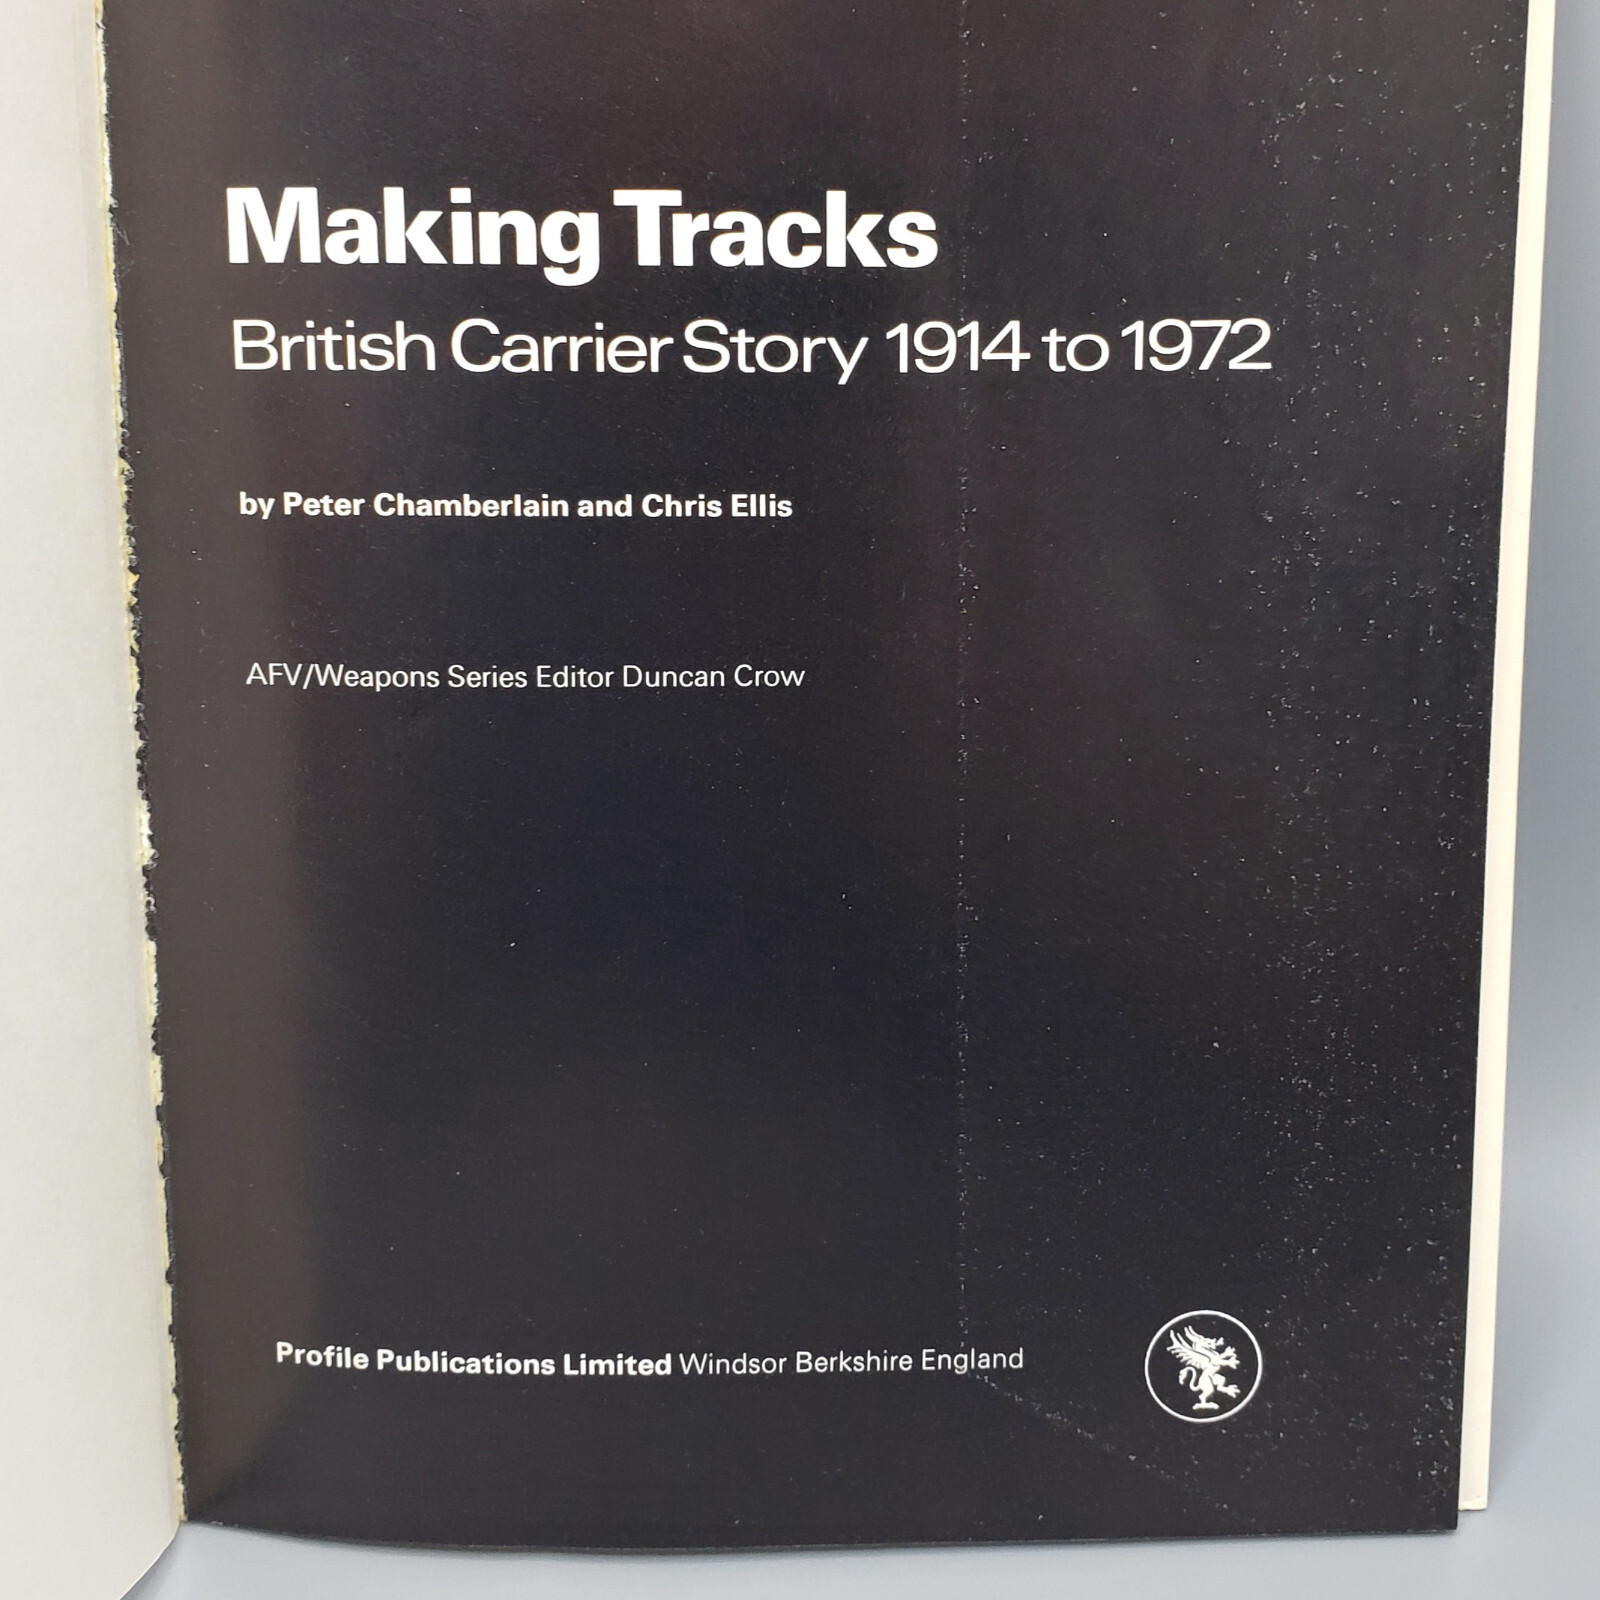 Making Tracks
British Carrier Story 1914 to 1972
by Peter Chamberlain and Chris Ellis
AFV/Weapons Series Editor Duncan Crow
Profile Publications Limited Windsor Berkshire England